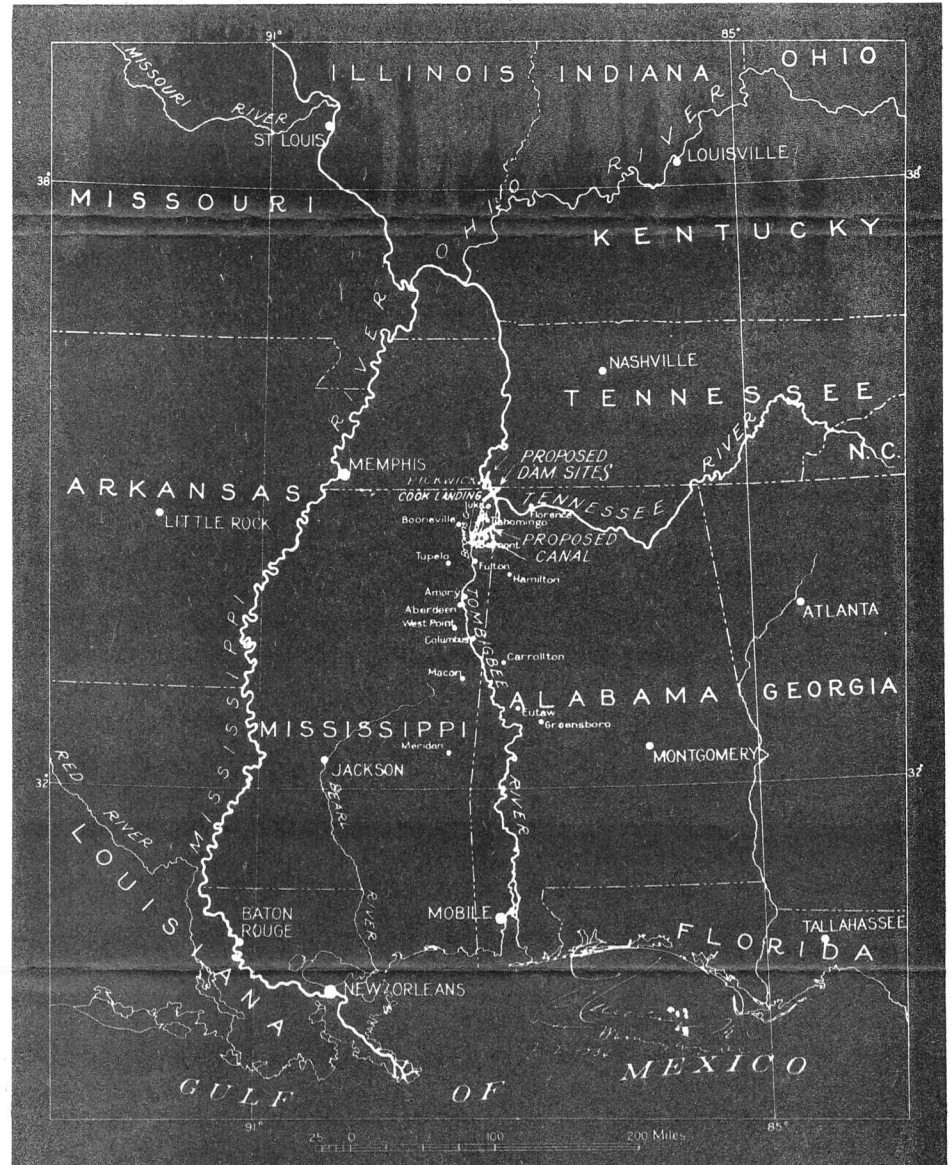 91°
85°
MISSOURI
RIVER
ILLINOIS
INDIANA
OHIO
ST LOUIS
OHIO RIVER
LOUISVILLE
38°
38°
MISSOURI
KENTUCKY
NASHVILLE
TENNESSEE
N.C.
MEMPHIS
PROPOSED
DAM SITES
PICKWICK
COOK LANDING
TENNESSEE RIVER
ARKANSAS
LITTLE ROCK
Iuka
Florence
Booneville
Tishomingo
PROPOSED
CANAL
Tupelo
Fulton
Hamilton
Amory
Aberdeen
West Point
Columbus
TOMBIGBEE
RIVER
ATLANTA
Carrollton
Macon
ALABAMA
GEORGIA
Eutaw
Greensboro
MISSISSIPPI
RIVER
MISSISSIPPI
Meridan
MONTGOMERY
JACKSON
PEARL
RIVER
RED
RIVER
32°
LOUISIANA
BATON
ROUGE
MOBILE
FLORIDA
TALLAHASSEE
NEW ORLEANS
GULF OF MEXICO
91°
85°
25 0 100 200 Miles